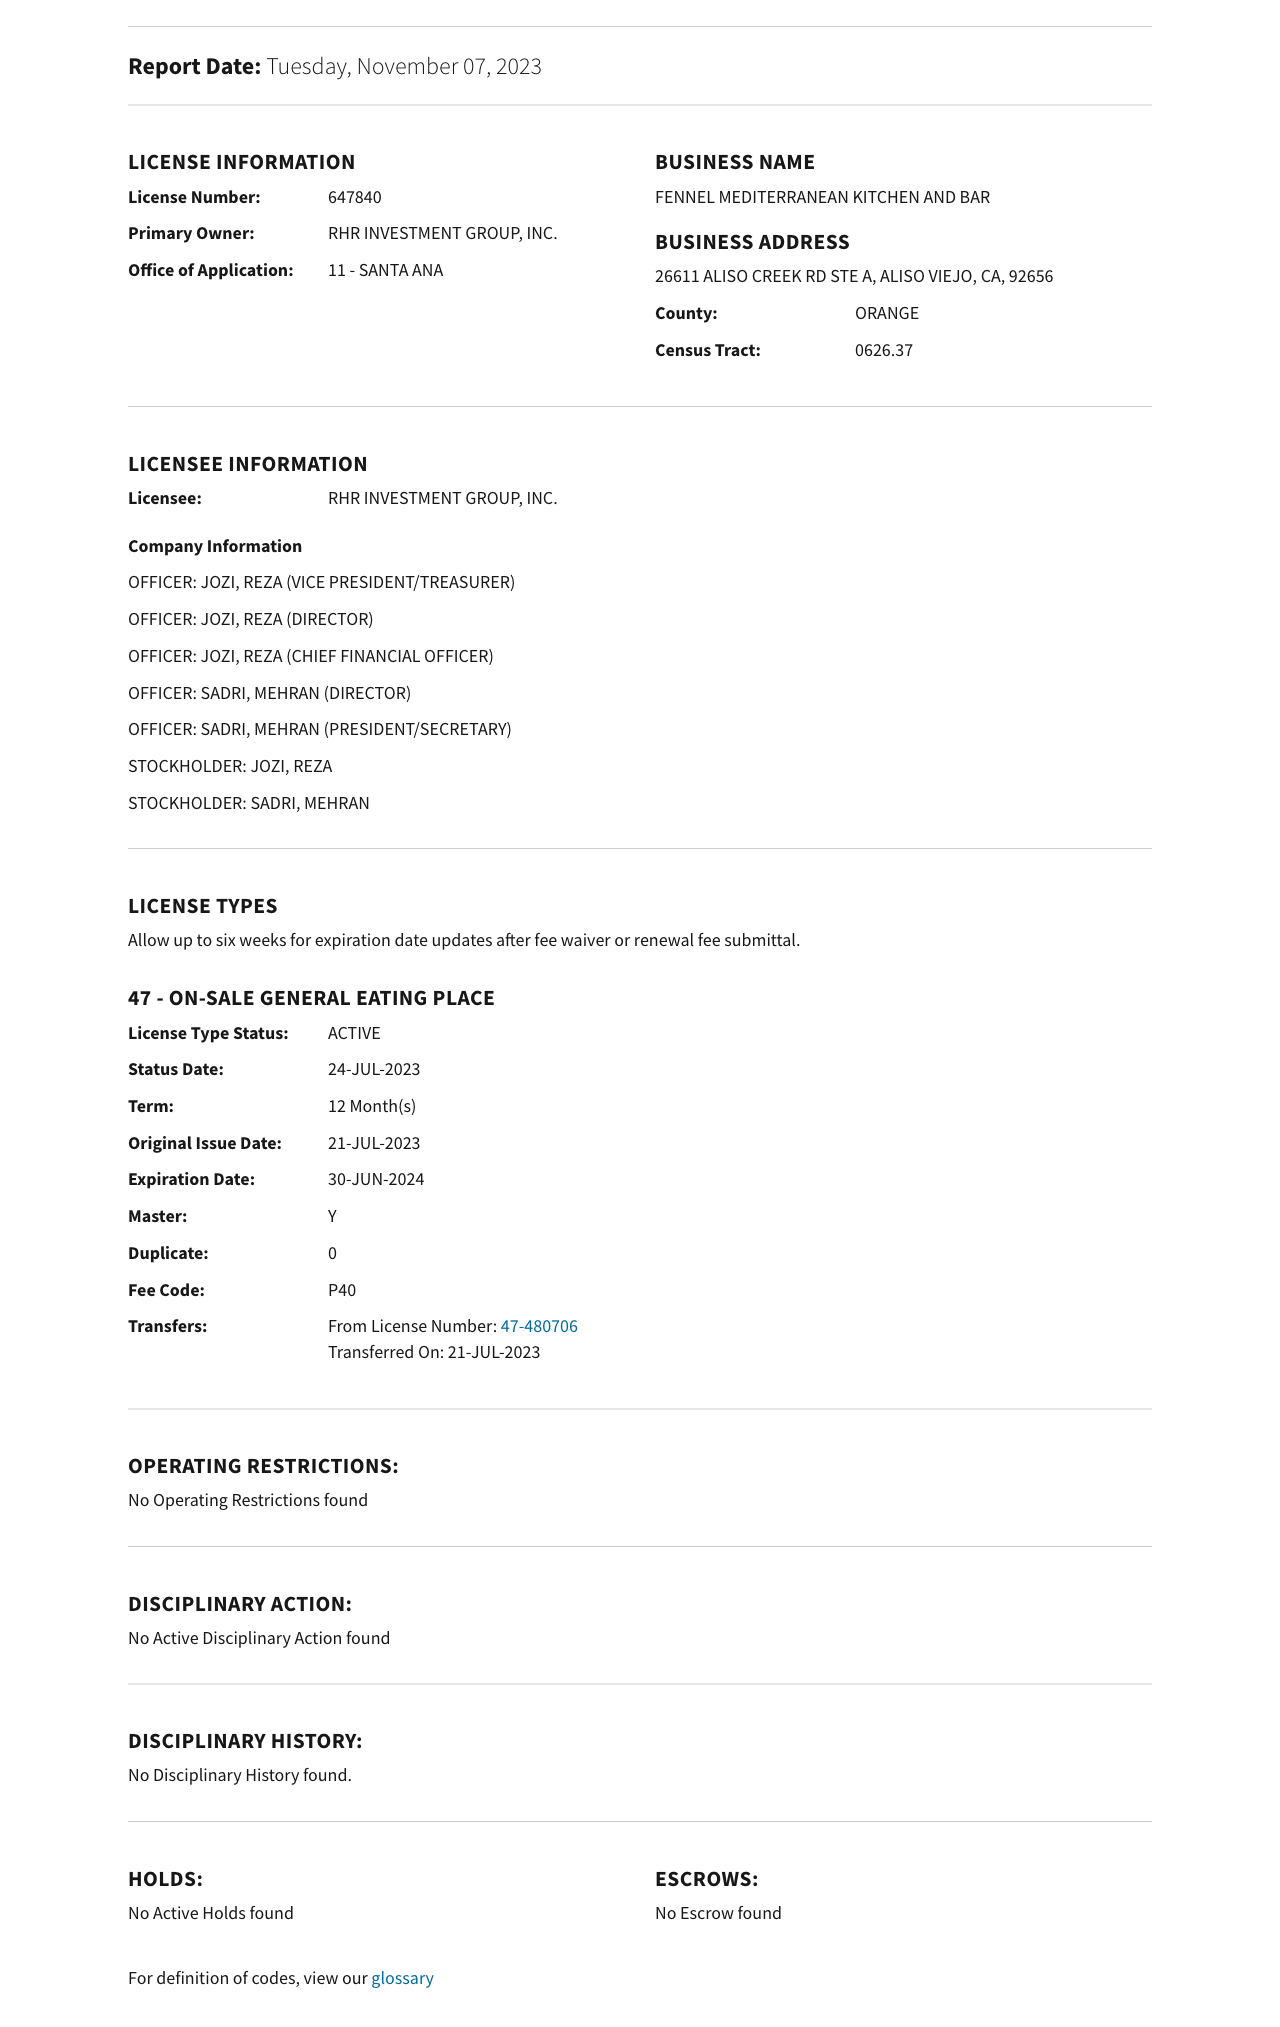 Report Date: Tuesday, November 07, 2023
LICENSE INFORMATION
License Number: 647840
Primary Owner: RHR INVESTMENT GROUP, INC.
Office of Application: 11 - SANTA ANA
BUSINESS NAME
FENNEL MEDITERRANEAN KITCHEN AND BAR
BUSINESS ADDRESS
26611 ALISO CREEK RD STE A, ALISO VIEJO, CA, 92656
County: ORANGE
Census Tract: 0626.37
LICENSEE INFORMATION
Licensee: RHR INVESTMENT GROUP, INC.
Company Information
OFFICER: JOZI, REZA (VICE PRESIDENT/TREASURER)
OFFICER: JOZI, REZA (DIRECTOR)
OFFICER: JOZI, REZA (CHIEF FINANCIAL OFFICER)
OFFICER: SADRI, MEHRAN (DIRECTOR)
OFFICER: SADRI, MEHRAN (PRESIDENT/SECRETARY)
STOCKHOLDER: JOZI, REZA
STOCKHOLDER: SADRI, MEHRAN
LICENSE TYPES
Allow up to six weeks for expiration date updates after fee waiver or renewal fee submittal.
47 - ON-SALE GENERAL EATING PLACE
License Type Status: ACTIVE
Status Date: 24-JUL-2023
Term: 12 Month(s)
Original Issue Date: 21-JUL-2023
Expiration Date: 30-JUN-2024
Master: Y
Duplicate: 0
Fee Code: P40
Transfers: From License Number: 47-480706
Transferred On: 21-JUL-2023
OPERATING RESTRICTIONS:
No Operating Restrictions found
DISCIPLINARY ACTION:
No Active Disciplinary Action found
DISCIPLINARY HISTORY:
No Disciplinary History found.
HOLDS:
No Active Holds found
ESCROWS:
No Escrow found
For definition of codes, view our glossary